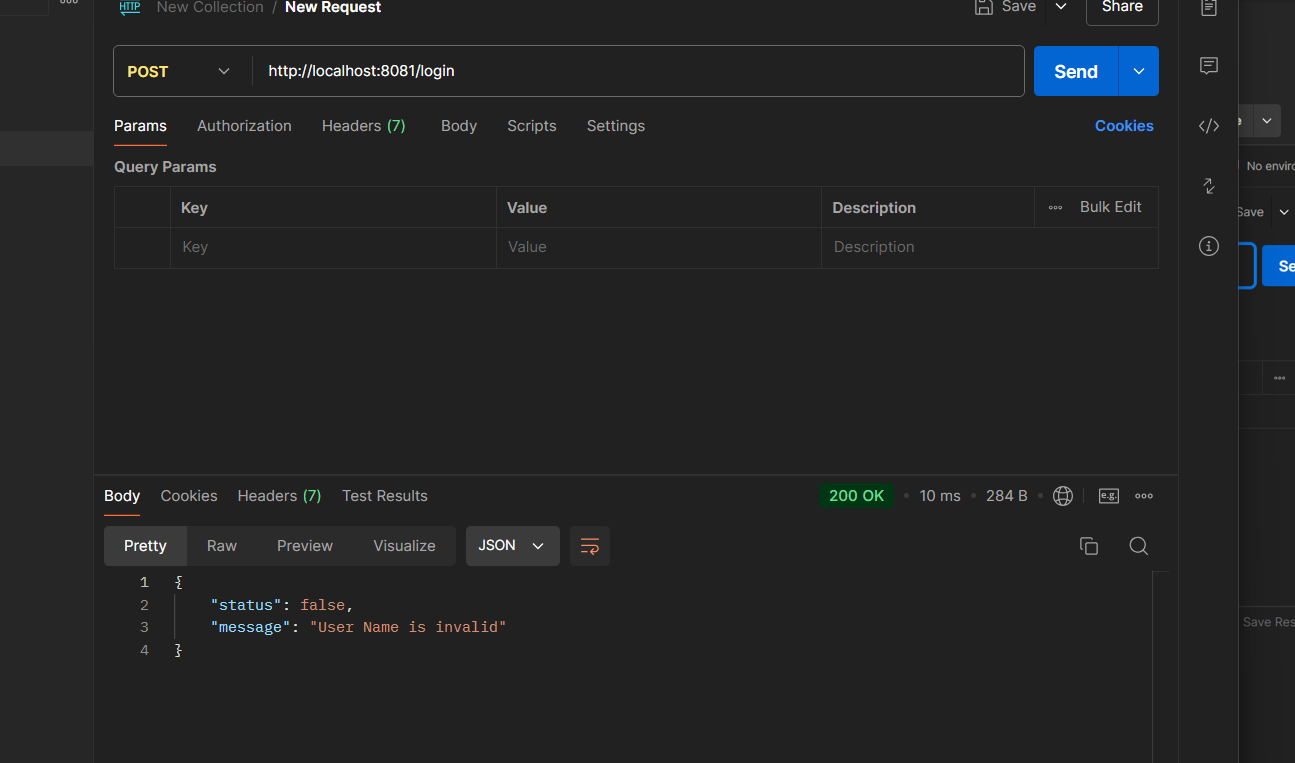 HTTP New Collection / New Request Save Share
POST http://localhost:8081/login Send
Params Authorization Headers (7) Body Scripts Settings Cookies
Query Params
Key Value Description Bulk Edit
Key Value Description
Body Cookies Headers (7) Test Results 200 OK 10 ms 284 B e.g.
Pretty Raw Preview Visualize JSON
1 {
2 "status": false,
3 "message": "User Name is invalid"
4 }
No enviro
Save
Se
Save Res